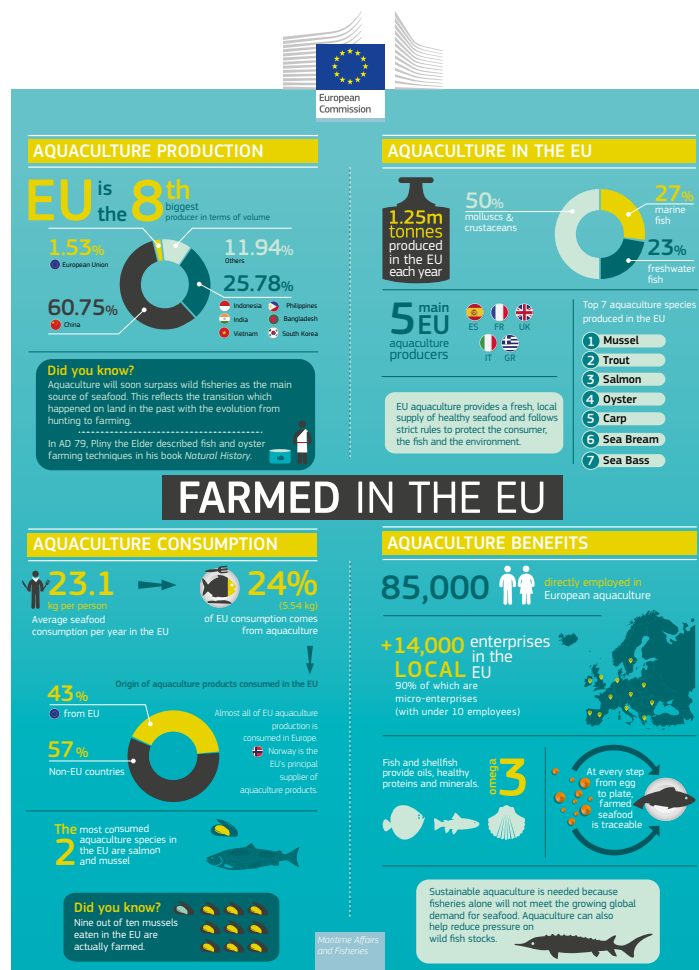 European
Commission
AQUACULTURE PRODUCTION
EU is
the 8th
biggest
producer in terms of volume
1.53%
European Union
11.94%
Others
25.78%
Indonesia
Philippines
India
Bangladesh
Vietnam
South Korea
60.75%
China
Did you know?
Aquaculture will soon surpass wild fisheries as the main
source of seafood. This reflects the transition which
happened on land in the past with the evolution from
hunting to farming.
In AD 79, Pliny the Elder described fish and oyster
farming techniques in his book Natural History.
AQUACULTURE IN THE EU
1.25m
tonnes
produced
in the EU
each year
50%
molluscs &
crustaceans
27%
marine
fish
23%
freshwater
fish
5 main
EU
aquaculture
producers
ES FR UK
IT GR
EU aquaculture provides a fresh, local
supply of healthy seafood and follows
strict rules to protect the consumer,
the fish and the environment.
Top 7 aquaculture species
produced in the EU
1 Mussel
2 Trout
3 Salmon
4 Oyster
5 Carp
6 Sea Bream
7 Sea Bass
FARMED IN THE EU
AQUACULTURE CONSUMPTION
23.1
kg per person
Average seafood
consumption per year in the EU
24%
(5.54 kg)
of EU consumption comes
from aquaculture
Origin of aquaculture products consumed in the EU
43%
from EU
57%
Non-EU countries
Almost all of EU aquaculture
production is
consumed in Europe.
Norway is the
EU's principal
supplier of
aquaculture products.
The 2 most consumed
aquaculture species in
the EU are salmon
and mussel
Did you know?
Nine out of ten mussels
eaten in the EU are
actually farmed.
Maritime Affairs
and Fisheries
AQUACULTURE BENEFITS
85,000
directly employed in
European aquaculture
+14,000 enterprises
LOCAL in the
EU
90% of which are
micro-enterprises
(with under 10 employees)
Fish and shellfish
provide oils, healthy
proteins and minerals.
omega 3
At every step
from egg
to plate,
farmed
seafood
is traceable
Sustainable aquaculture is needed because
fisheries alone will not meet the growing global
demand for seafood. Aquaculture can also
help reduce pressure on
wild fish stocks.